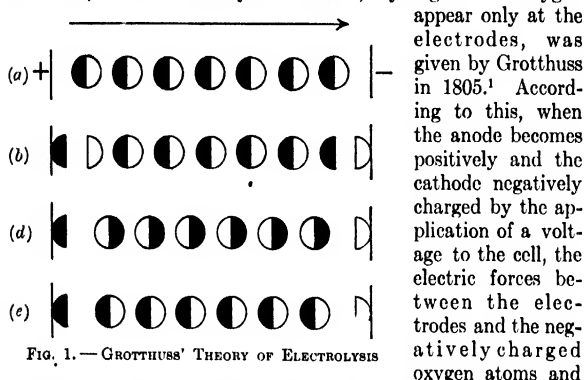 appear only at the
electrodes, was
given by Grotthuss
in 1805.¹ Accord-
ing to this, when
the anode becomes
positively and the
cathode negatively
charged by the ap-
plication of a volt-
age to the cell, the
electric forces be-
tween the elec-
trodes and the neg-
atively charged
oxygen atoms and
(a) + −
(b)
(d)
(e)
Fig. 1. — Grotthuss' Theory of Electrolysis